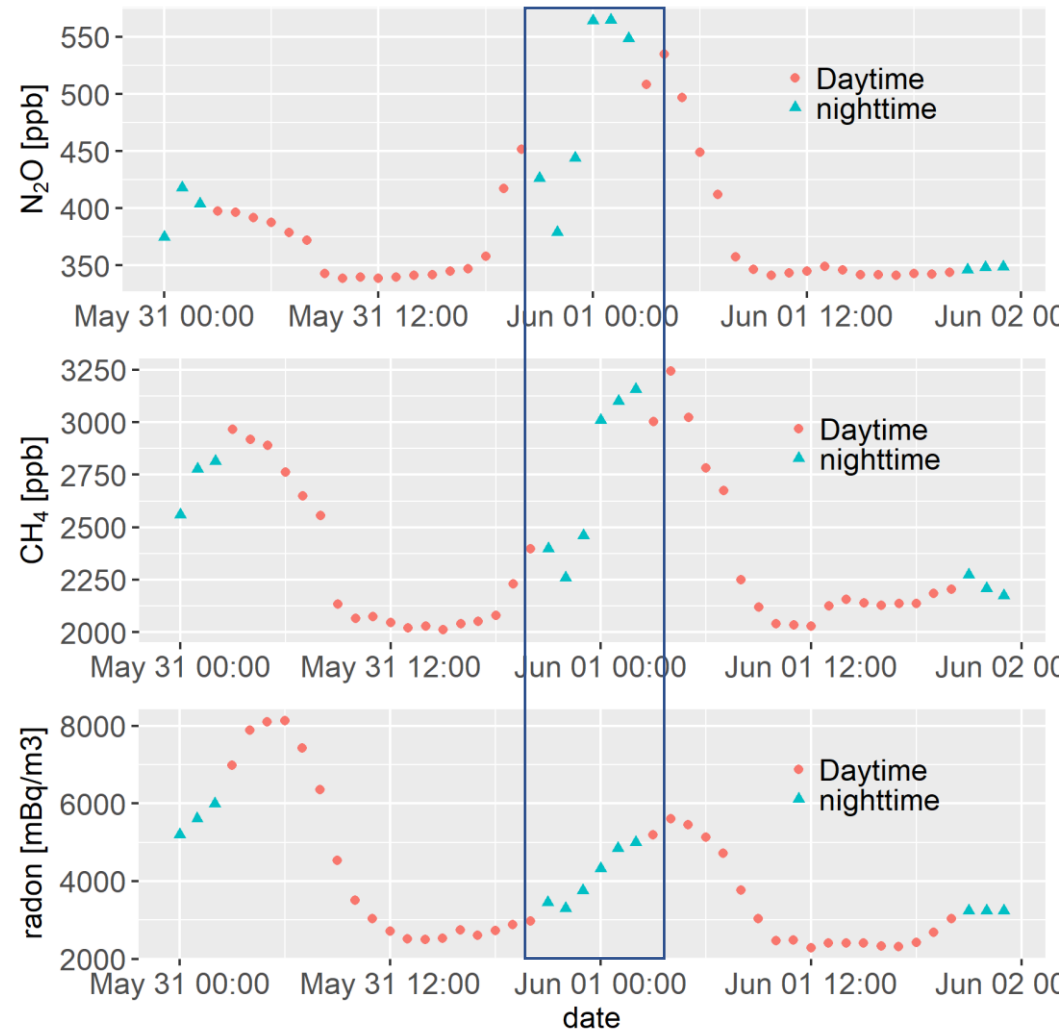 N₂O [ppb]
550
500
450
400
350
Daytime
nighttime
May 31 00:00 May 31 12:00 Jun 01 00:00 Jun 01 12:00 Jun 02 0
CH₄ [ppb]
3250
3000
2750
2500
2250
2000
Daytime
nighttime
May 31 00:00 May 31 12:00 Jun 01 00:00 Jun 01 12:00 Jun 02 0
radon [mBq/m3]
8000
6000
4000
2000
Daytime
nighttime
May 31 00:00 May 31 12:00 Jun 01 00:00 Jun 01 12:00 Jun 02 0
date